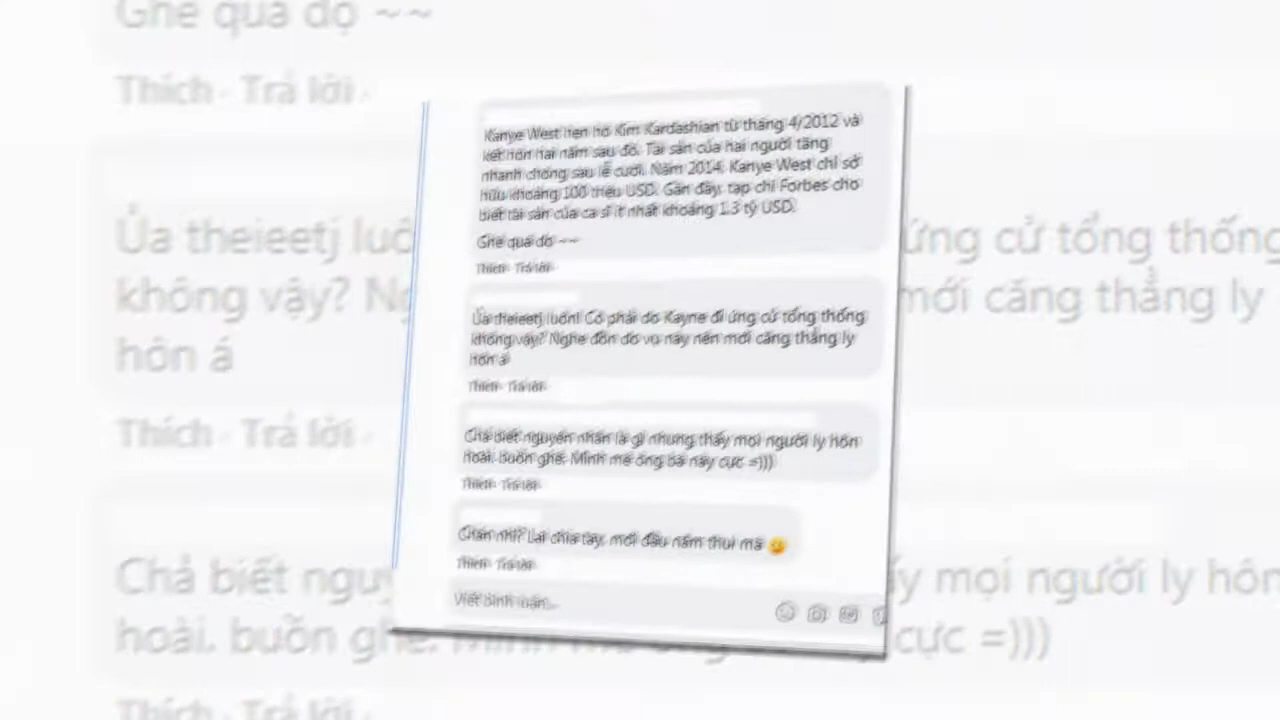 Ghê quá dọ ~~
Thích · Trả lời ·
Kanye West hẹn hò Kim Kardashian từ tháng 4/2012 và
kết hôn hai năm sau đó. Tài sản của hai người tăng
nhanh chóng sau lễ cưới. Năm 2014, Kanye West chỉ sở
hữu khoảng 100 triệu USD. Gần đây, tạp chí Forbes cho
biết tài sản của ca sĩ ít nhất khoảng 1.3 tỷ USD.
Ghê quá dọ ~~
Thích · Trả lời ·
Ủa theieetj luôn! Có phải do Kayne đi ứng cử tổng thống
không vậy? Nghe đồn do vụ này nên mới căng thẳng ly
hôn á
Thích · Trả lời ·
Chả biết nguyên nhân là gì nhưng thấy mọi người ly hôn
hoài. buồn ghê. Mình mê ông bà này cực =)))
Thích · Trả lời ·
Chán nhỉ? Lại chia tay, mới đầu năm thui mà 😢
Thích · Trả lời ·
Viết bình luận...
Ủa theieetj luô
ứng cử tổng thống
không vậy? Ng
mới căng thẳng ly
hôn á
Thích · Trả lời ·
Chả biết nguy
ấy mọi người ly hôn
hoài. buồn ghê.
cực =)))
Thích · Trả lời ·